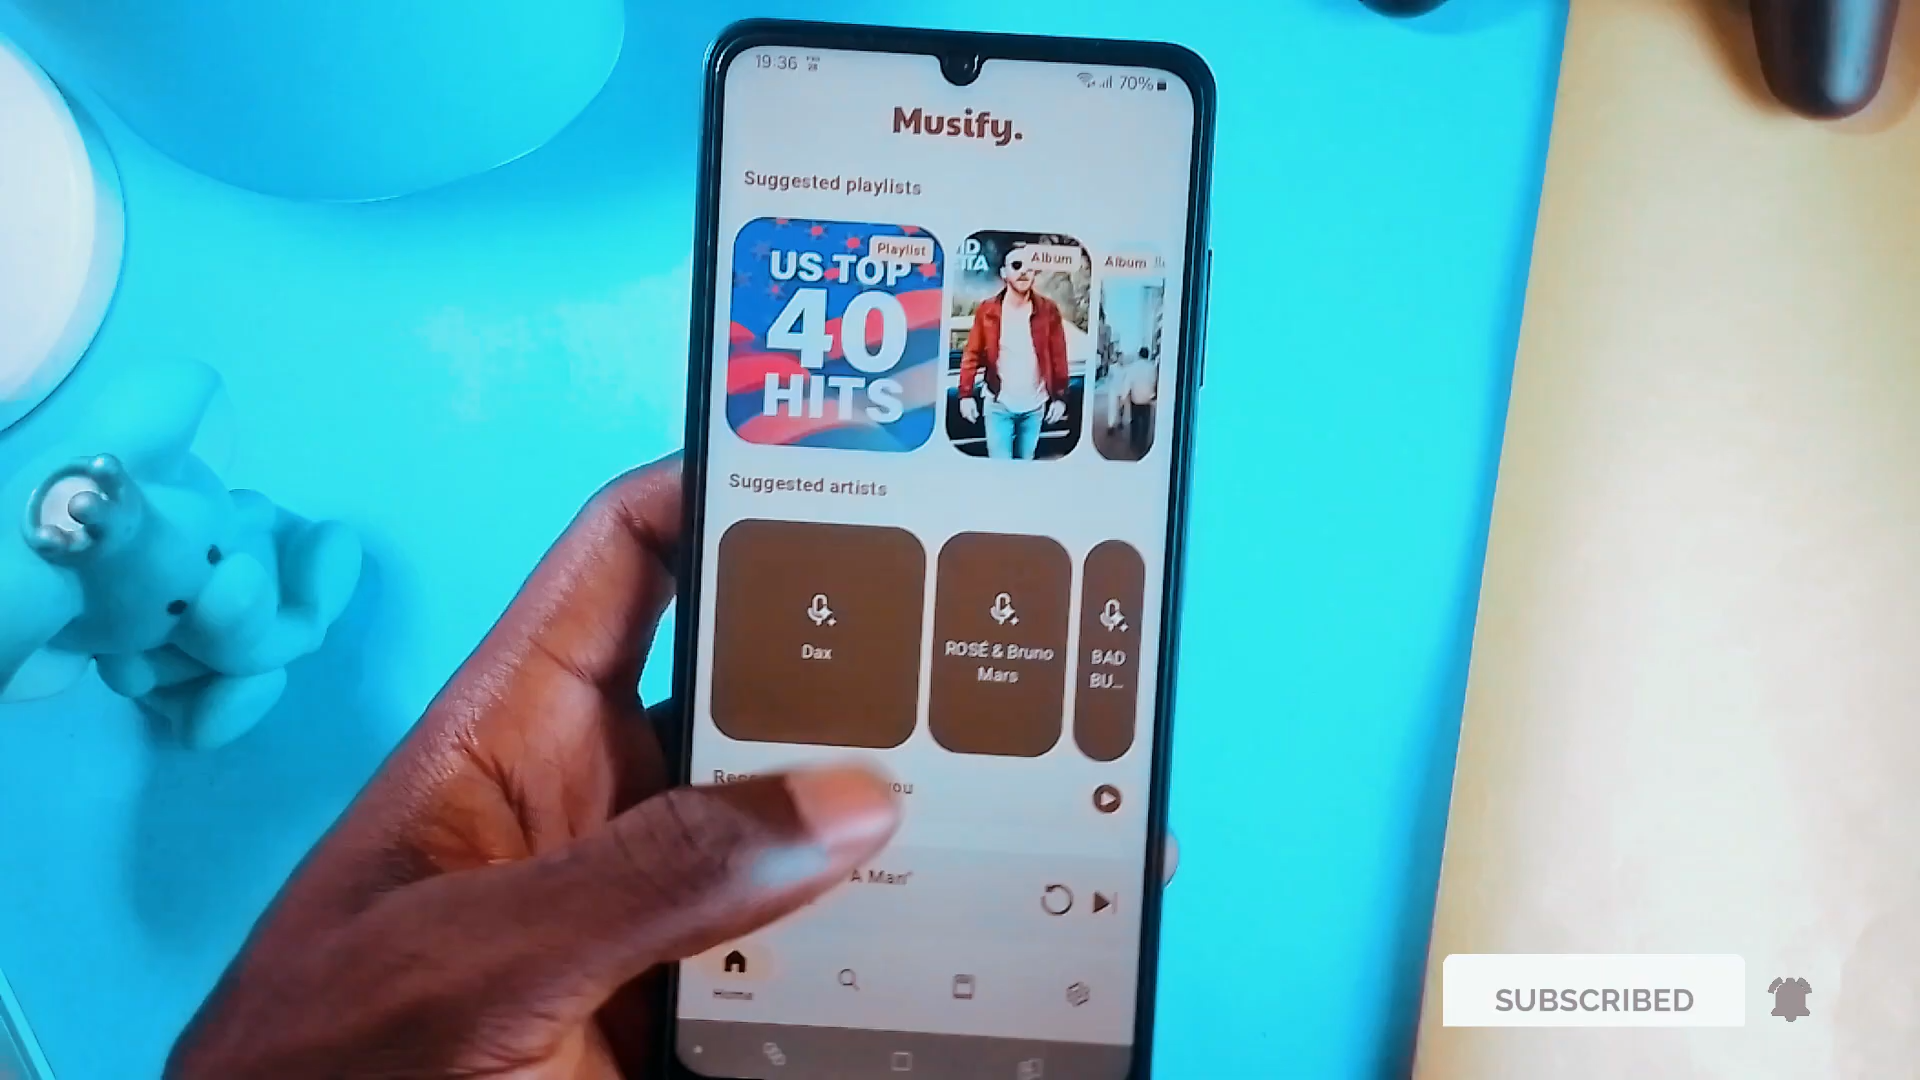 19:36
70%
Musify.
Suggested playlists
Playlist
US TOP
40
HITS
Album
Album
Suggested artists
Dax
ROSÉ & Bruno
Mars
BAD
BU...
you
A Man"
Home
SUBSCRIBED